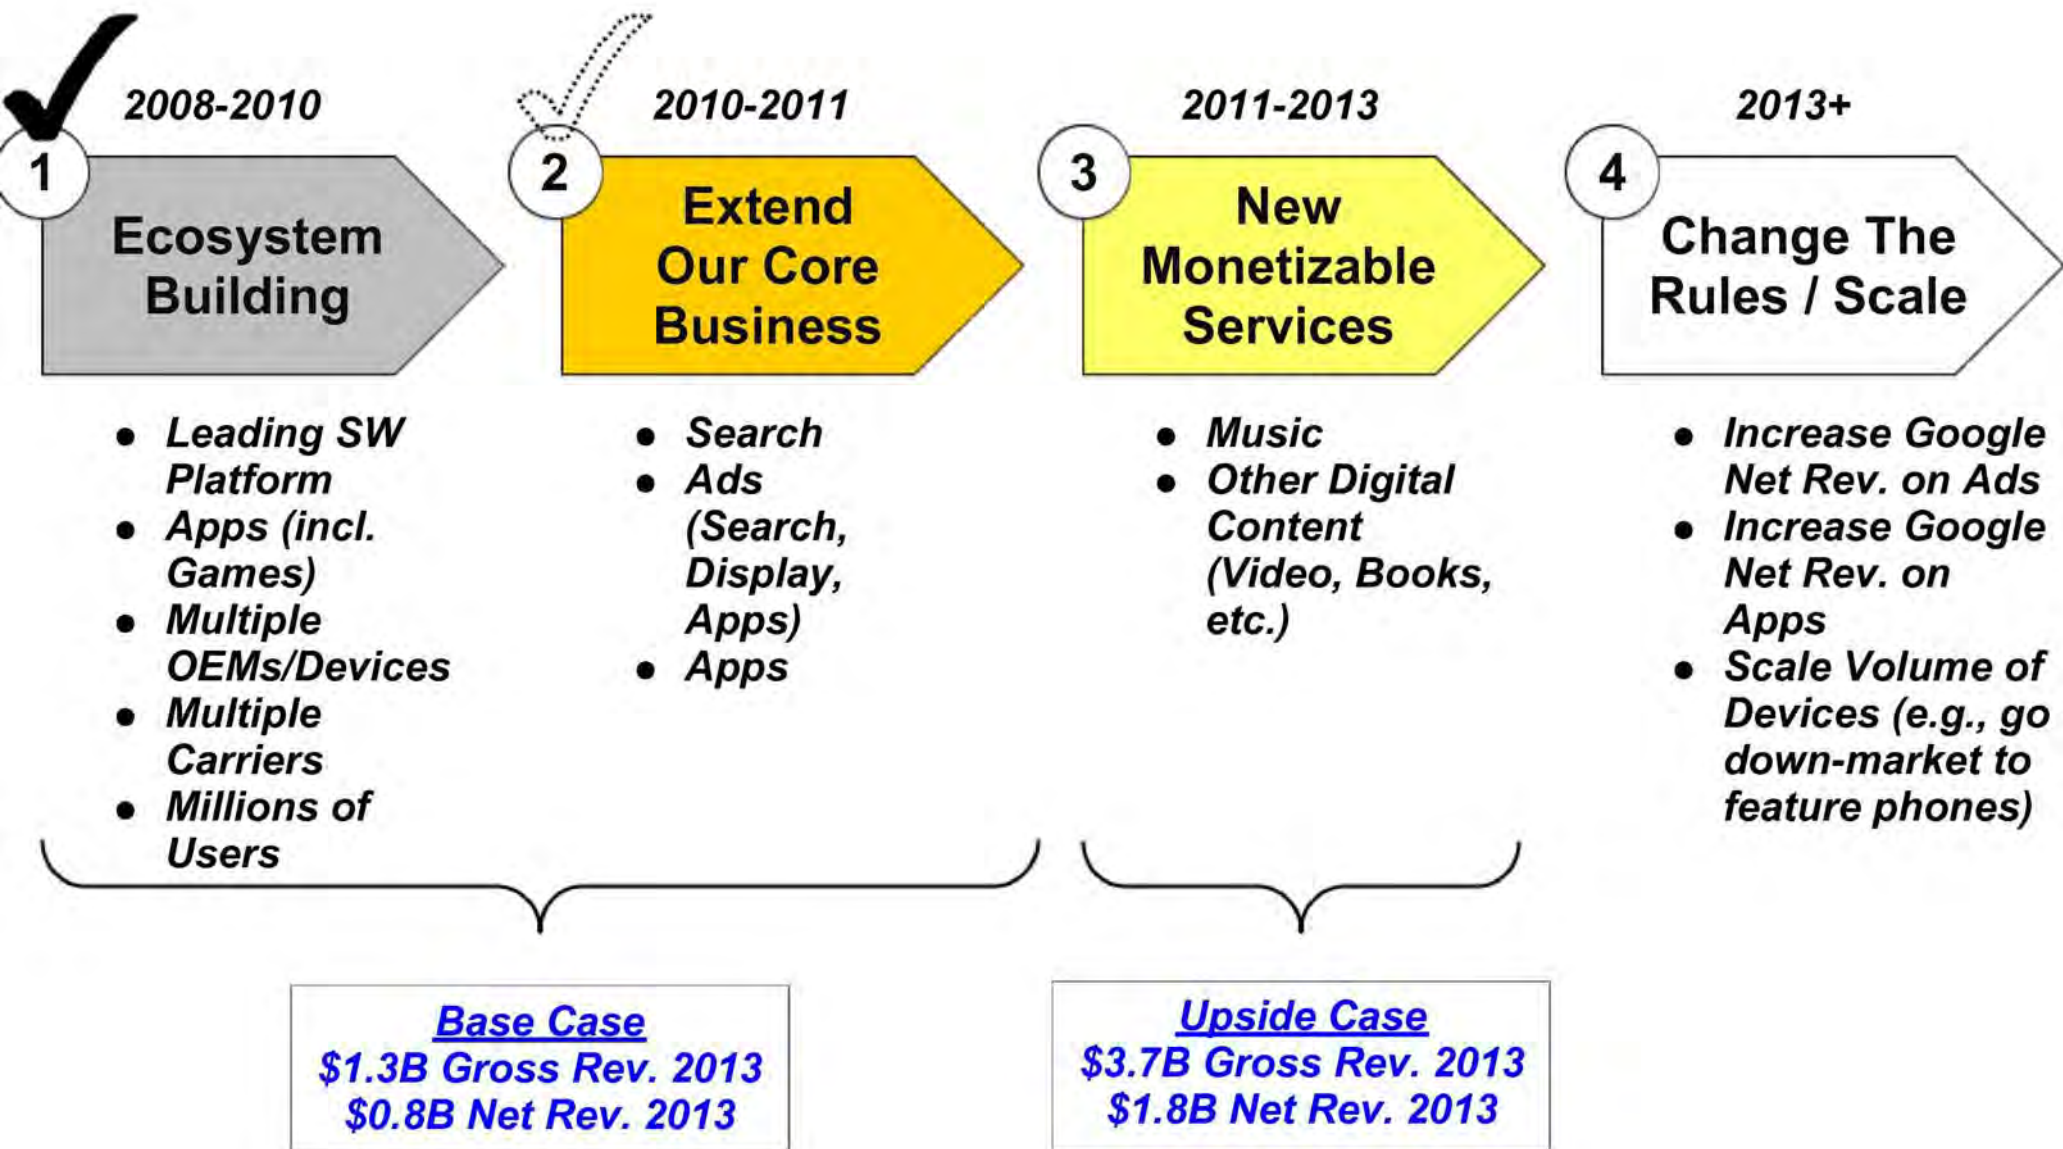 2008-2010
1
Ecosystem
Building
● Leading SW
Platform
● Apps (incl.
Games)
● Multiple
OEMs/Devices
● Multiple
Carriers
● Millions of
Users
2010-2011
2
Extend
Our Core
Business
● Search
● Ads
(Search,
Display,
Apps)
● Apps
2011-2013
3
New
Monetizable
Services
● Music
● Other Digital
Content
(Video, Books,
etc.)
2013+
4
Change The
Rules / Scale
● Increase Google
Net Rev. on Ads
● Increase Google
Net Rev. on
Apps
● Scale Volume of
Devices (e.g., go
down-market to
feature phones)
Base Case
$1.3B Gross Rev. 2013
$0.8B Net Rev. 2013
Upside Case
$3.7B Gross Rev. 2013
$1.8B Net Rev. 2013